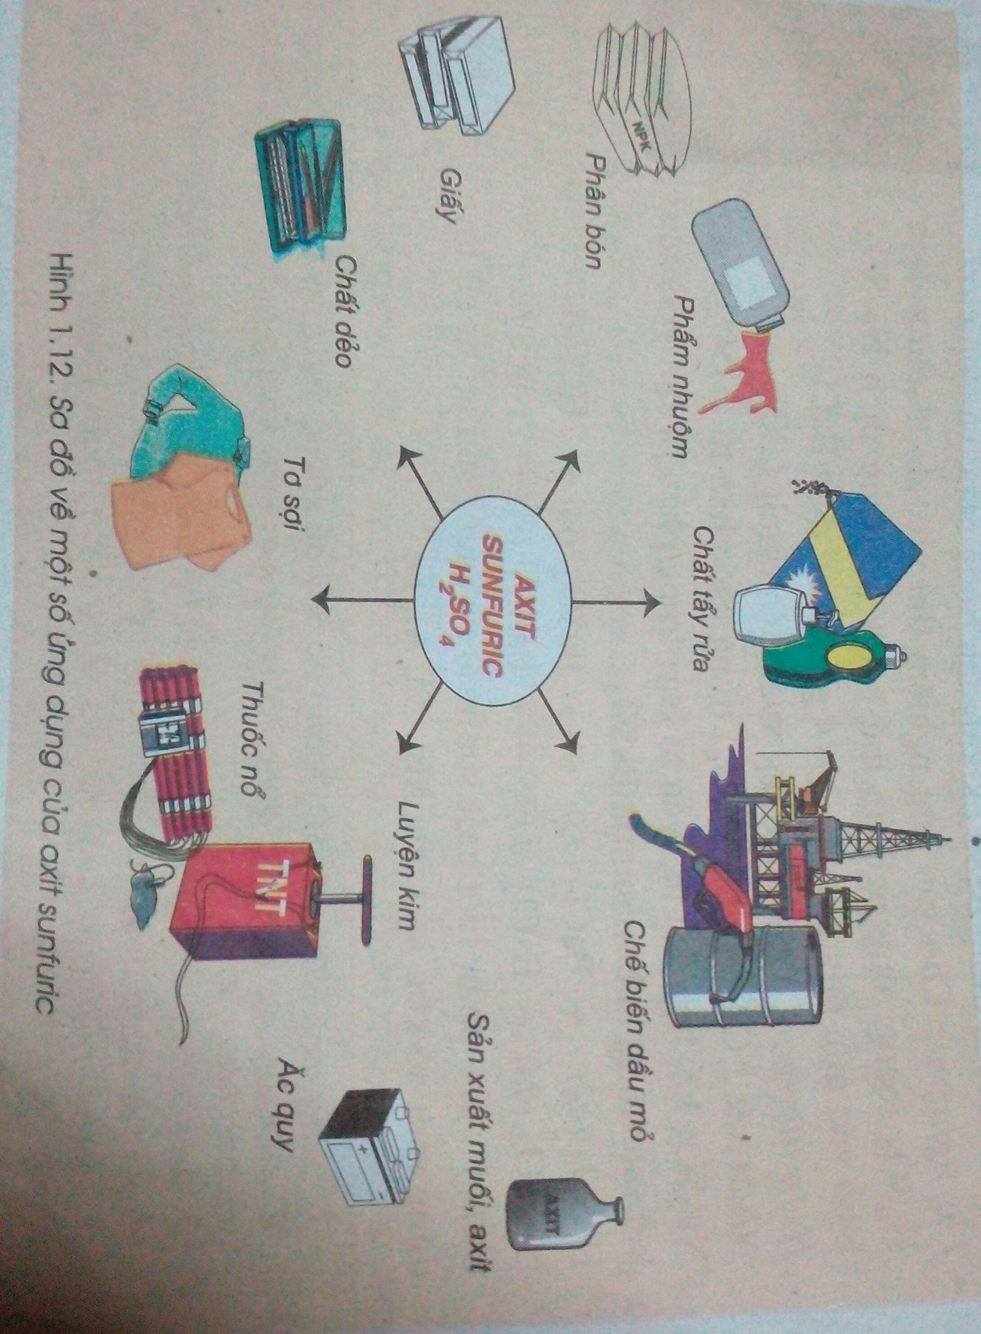 Chất tẩy rửa
Phẩm nhuộm
Chế biến dầu mỏ
NPK
Phân bón
AXIT
Sản xuất muối, axit
AXIT
SUNFURIC
H₂SO₄
Giấy
Luyện kim
Chất dẻo
Ắc quy
+
Tơ sợi
Thuốc nổ
TNT
Hình 1.12. Sơ đồ về một số ứng dụng của axit sunfuric